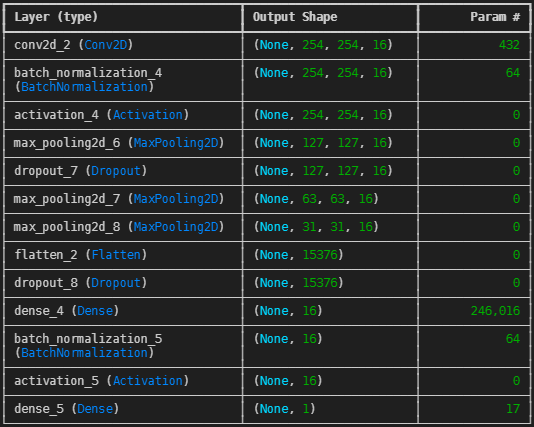 Layer (type) Output Shape Param #
conv2d_2 (Conv2D) (None, 254, 254, 16) 432
batch_normalization_4 (None, 254, 254, 16) 64
(BatchNormalization)
activation_4 (Activation) (None, 254, 254, 16) 0
max_pooling2d_6 (MaxPooling2D) (None, 127, 127, 16) 0
dropout_7 (Dropout) (None, 127, 127, 16) 0
max_pooling2d_7 (MaxPooling2D) (None, 63, 63, 16) 0
max_pooling2d_8 (MaxPooling2D) (None, 31, 31, 16) 0
flatten_2 (Flatten) (None, 15376) 0
dropout_8 (Dropout) (None, 15376) 0
dense_4 (Dense) (None, 16) 246,016
batch_normalization_5 (None, 16) 64
(BatchNormalization)
activation_5 (Activation) (None, 16) 0
dense_5 (Dense) (None, 1) 17